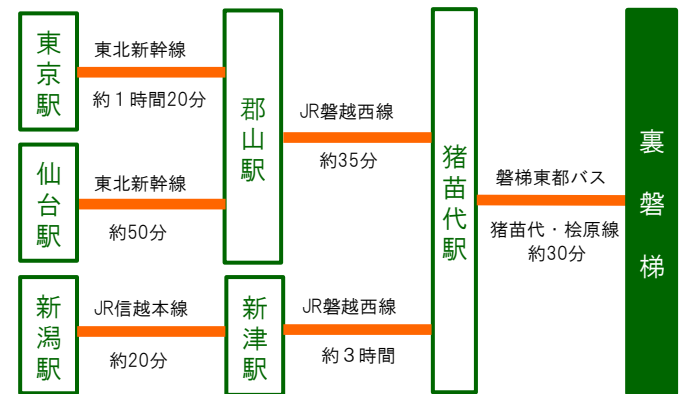 東京駅
東北新幹線
約１時間20分
郡山駅
JR磐越西線
約35分
仙台駅
東北新幹線
約50分
猪苗代駅
磐梯東都バス
猪苗代・桧原線
約30分
裏磐梯
新潟駅
JR信越本線
約20分
新津駅
JR磐越西線
約３時間